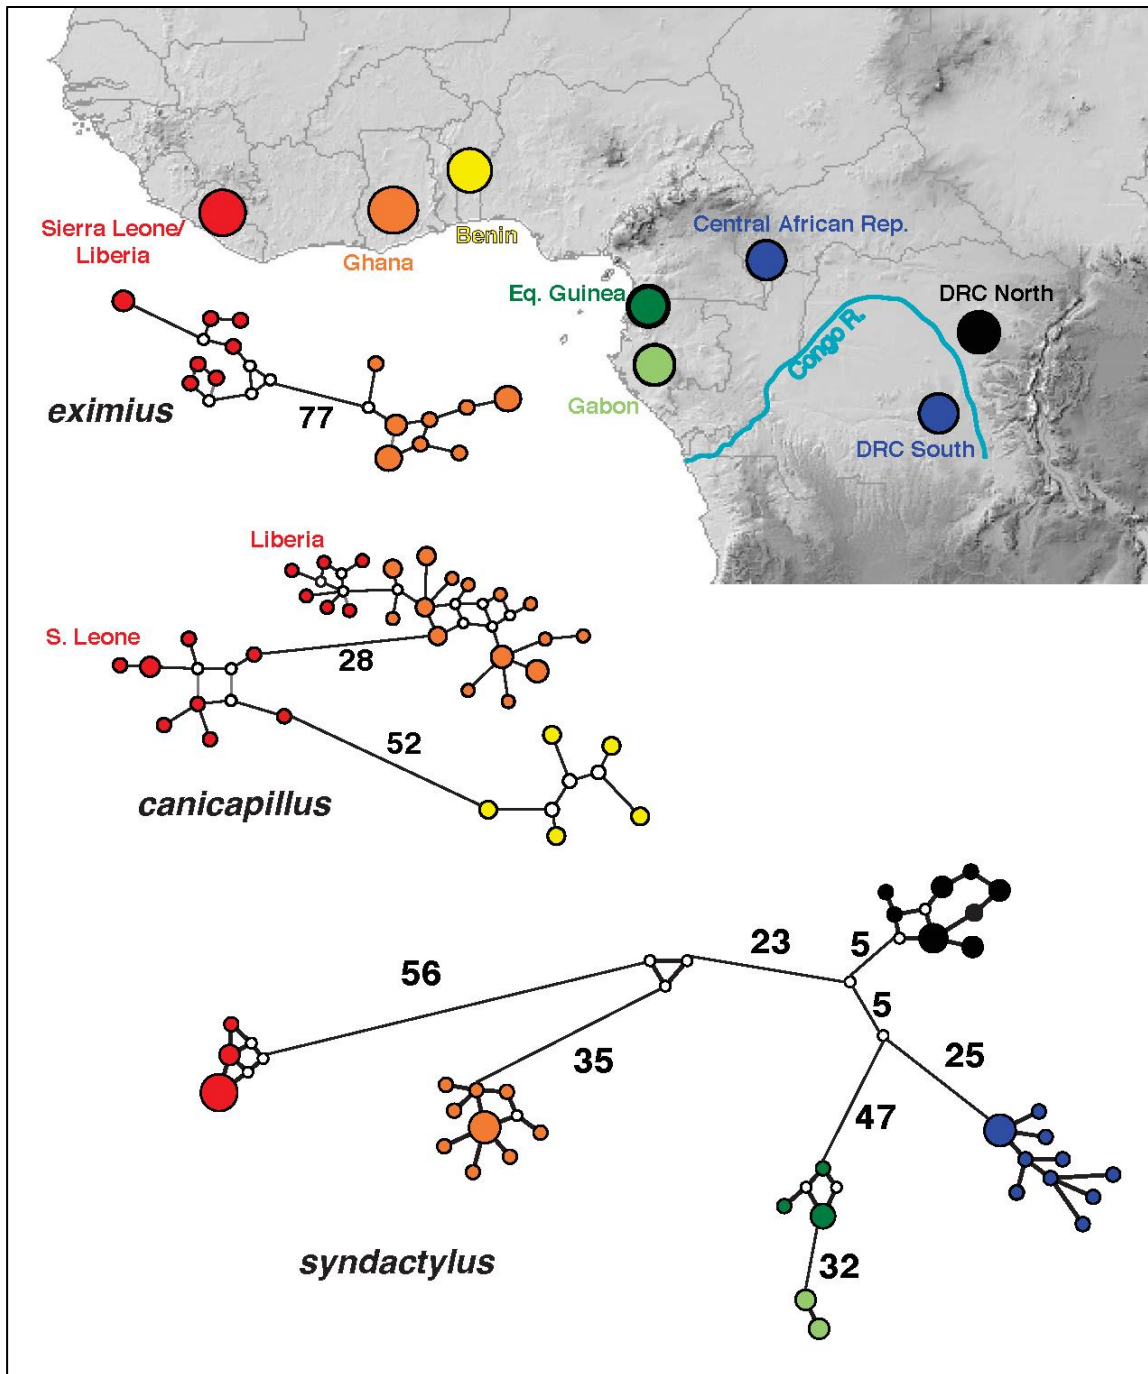 Sierra Leone/
Liberia
Ghana
Benin
Central African Rep.
Eq. Guinea
DRC North
Congo R.
Gabon
DRC South
eximius
77
Liberia
S. Leone
28
52
canicapillus
56
23
5
5
35
25
47
syndactylus
32